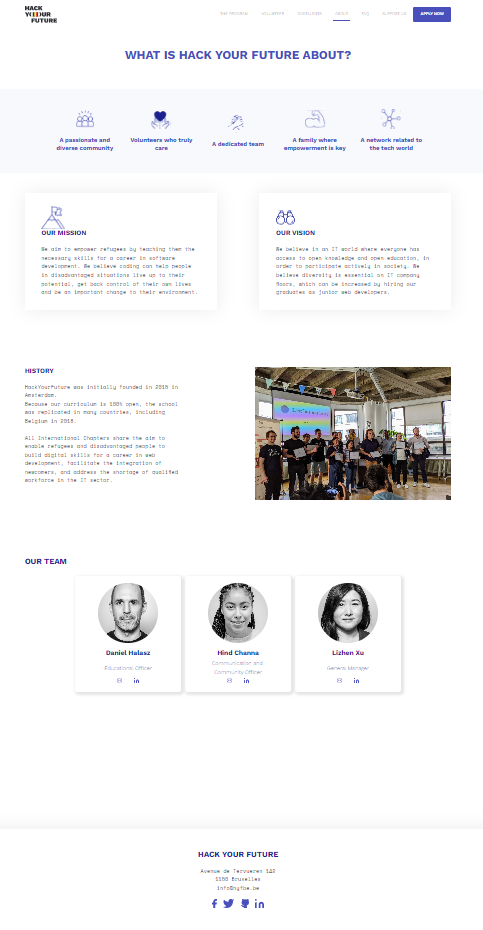 HACK
YOUR
FUTURE
THE PROGRAM VOLUNTEER COMPANIES ABOUT FAQ SUPPORT US APPLY NOW
WHAT IS HACK YOUR FUTURE ABOUT?
A passionate and
diverse community
Volunteers who truly
care
A dedicated team
A family where
empowerment is key
A network related to
the tech world
OUR MISSION
We aim to empower refugees by teaching them the
necessary skills for a career in software
development. We believe coding can help people
in disadvantaged situations live up to their
potential, get back control of their own lives
and be an important change to their environment.
OUR VISION
We believe in an IT world where everyone has
access to open knowledge and open education, in
order to participate actively in society. We
believe diversity is essential on IT company
floors, which can be increased by hiring our
graduates as junior web developers.
HISTORY
HackYourFuture was initially founded in 2016 in
Amsterdam.
Because our curriculum is 100% open, the school
was replicated in many countries, including
Belgium in 2018.
All International Chapters share the aim to
enable refugees and disadvantaged people to
build digital skills for a career in web
development, facilitate the integration of
newcomers, and address the shortage of qualified
workforce in the IT sector.
OUR TEAM
Daniel Halasz
Educational Officer
Hind Channa
Communication and
Community Officer
Lizhen Xu
General Manager
HACK YOUR FUTURE
Avenue de Tervueren 142
1150 Bruxelles
info@hyfbe.be